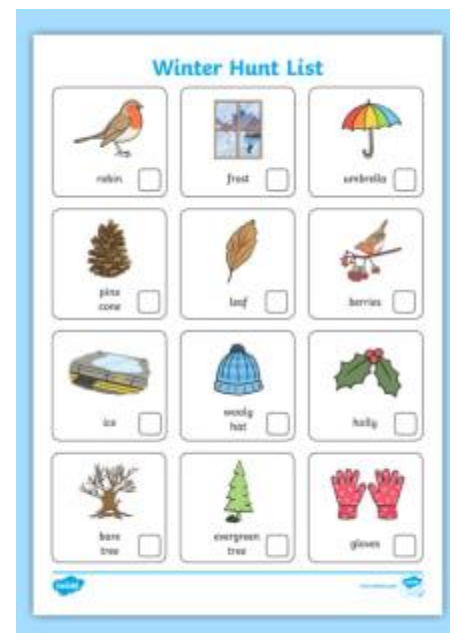 Winter Hunt List
robin
frost
umbrella
pine
cone
leaf
berries
ice
wooly
hat
holly
bare
tree
evergreen
tree
gloves
twinkl